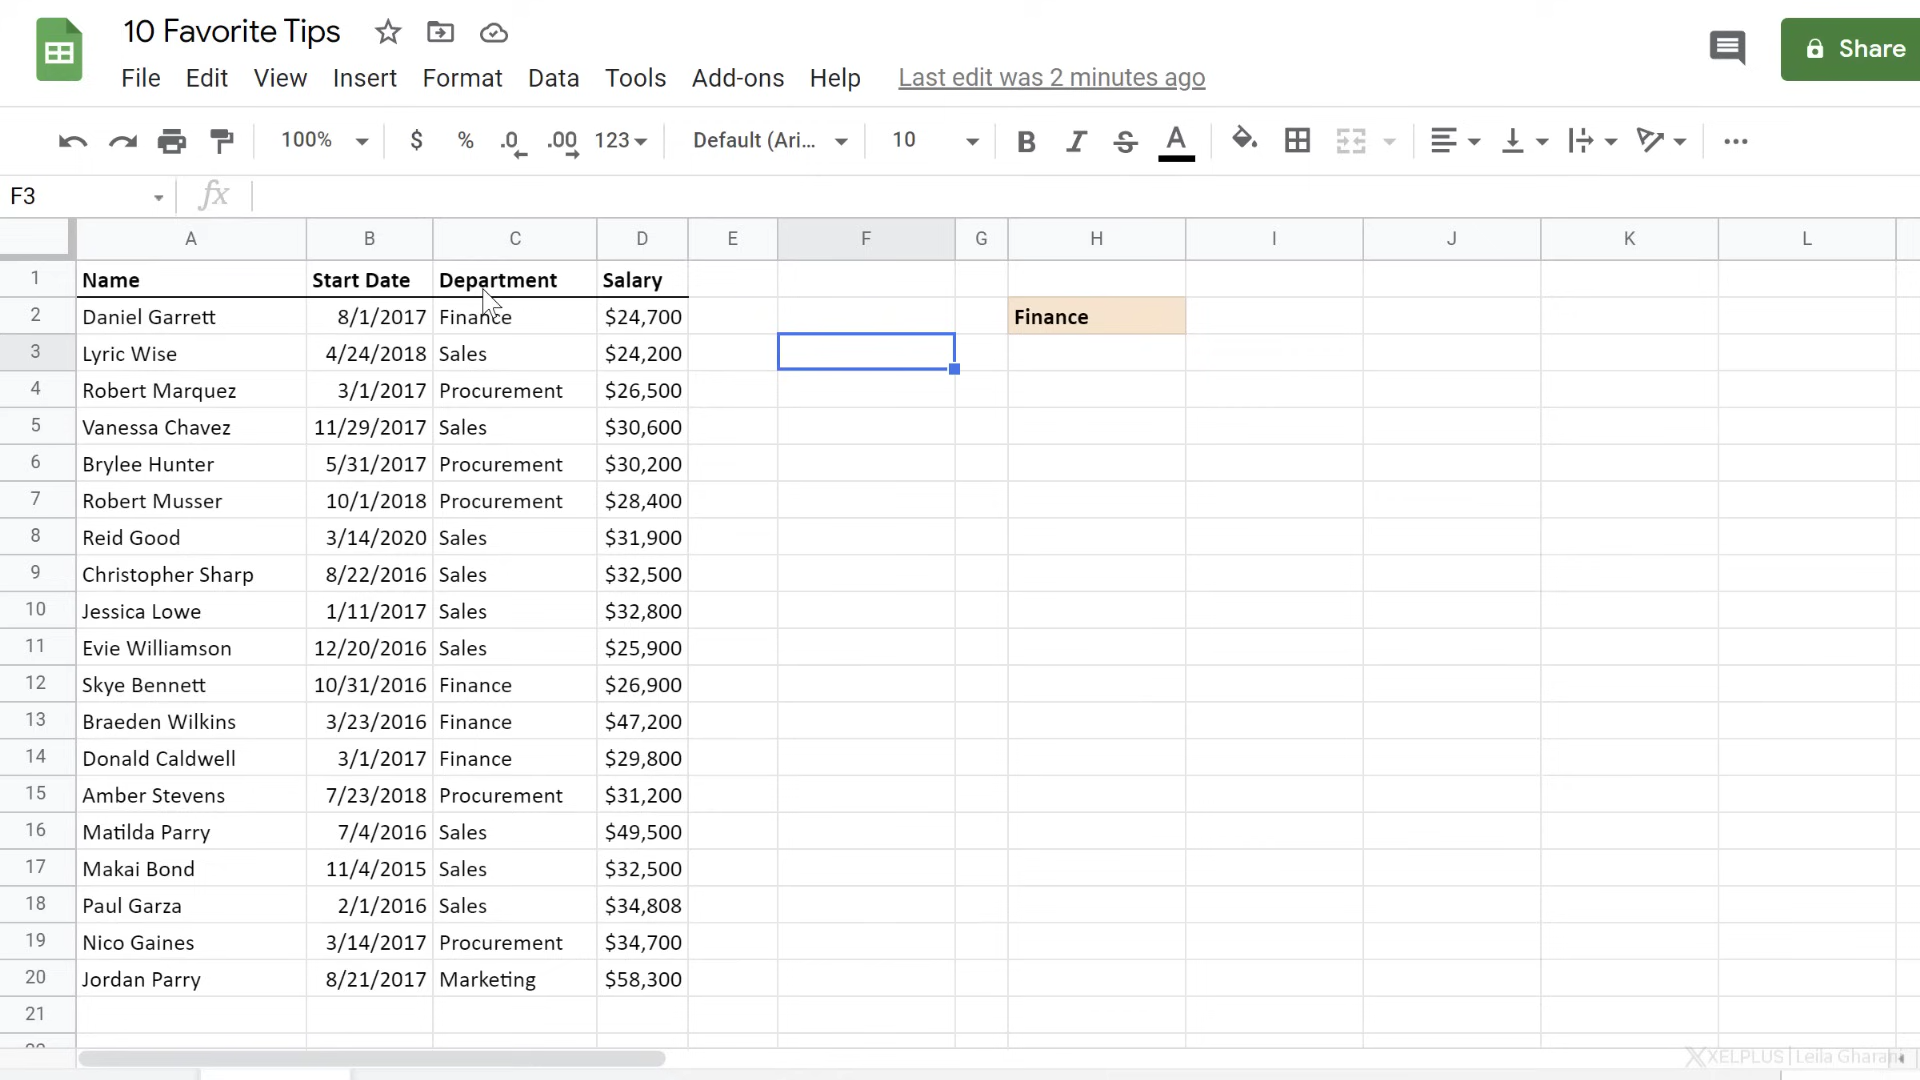 10 Favorite Tips
Share
File Edit View Insert Format Data Tools Add-ons Help Last edit was 2 minutes ago
100% $ % .0 .00 123 Default (Ari... 10 B I S A
F3 fx
A B C D E F G H I J K L
1 Name Start Date Department Salary
2 Daniel Garrett 8/1/2017 Finance $24,700 Finance
3 Lyric Wise 4/24/2018 Sales $24,200
4 Robert Marquez 3/1/2017 Procurement $26,500
5 Vanessa Chavez 11/29/2017 Sales $30,600
6 Brylee Hunter 5/31/2017 Procurement $30,200
7 Robert Musser 10/1/2018 Procurement $28,400
8 Reid Good 3/14/2020 Sales $31,900
9 Christopher Sharp 8/22/2016 Sales $32,500
10 Jessica Lowe 1/11/2017 Sales $32,800
11 Evie Williamson 12/20/2016 Sales $25,900
12 Skye Bennett 10/31/2016 Finance $26,900
13 Braeden Wilkins 3/23/2016 Finance $47,200
14 Donald Caldwell 3/1/2017 Finance $29,800
15 Amber Stevens 7/23/2018 Procurement $31,200
16 Matilda Parry 7/4/2016 Sales $49,500
17 Makai Bond 11/4/2015 Sales $32,500
18 Paul Garza 2/1/2016 Sales $34,808
19 Nico Gaines 3/14/2017 Procurement $34,700
20 Jordan Parry 8/21/2017 Marketing $58,300
21
XELPLUS | Leila